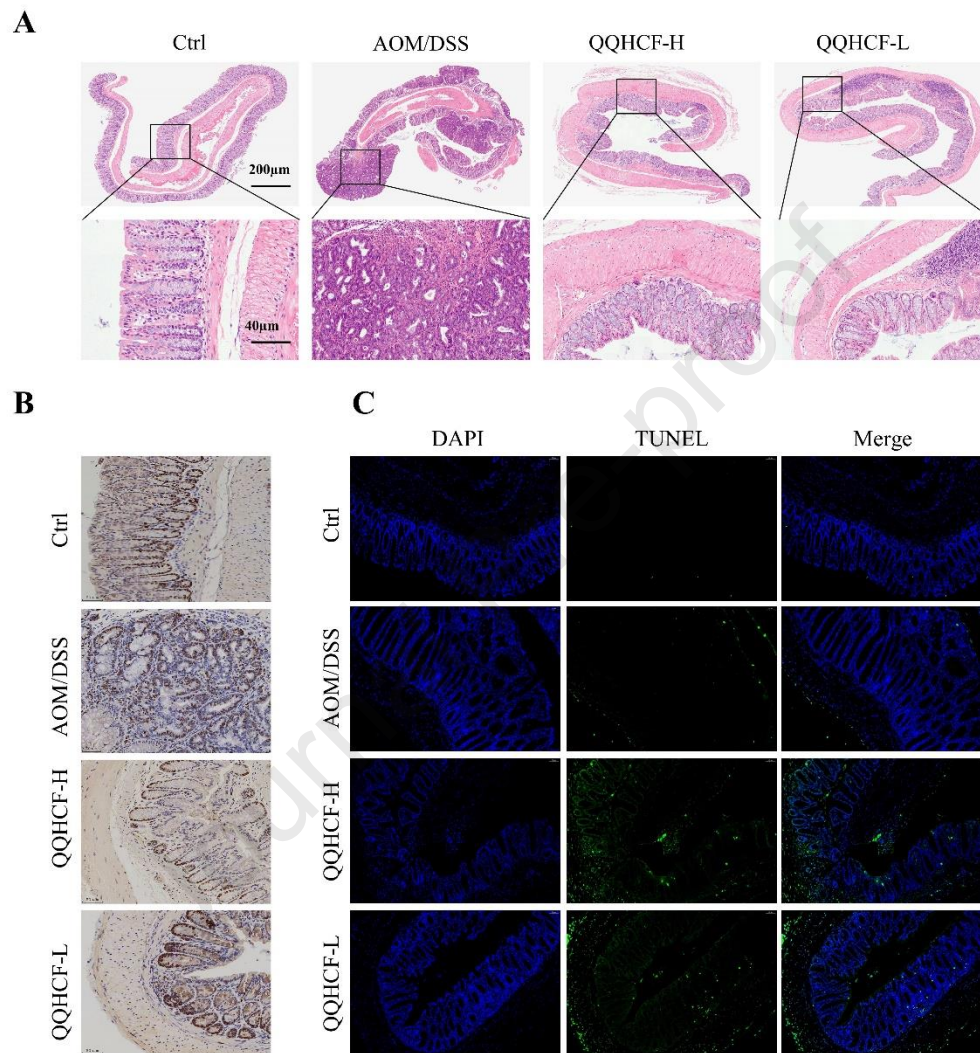 A
Ctrl AOM/DSS QQHCF-H QQHCF-L
200μm
40μm
B
C
DAPI TUNEL Merge
Ctrl
Ctrl
AOM/DSS
AOM/DSS
QQHCF-H
QQHCF-H
QQHCF-L
QQHCF-L